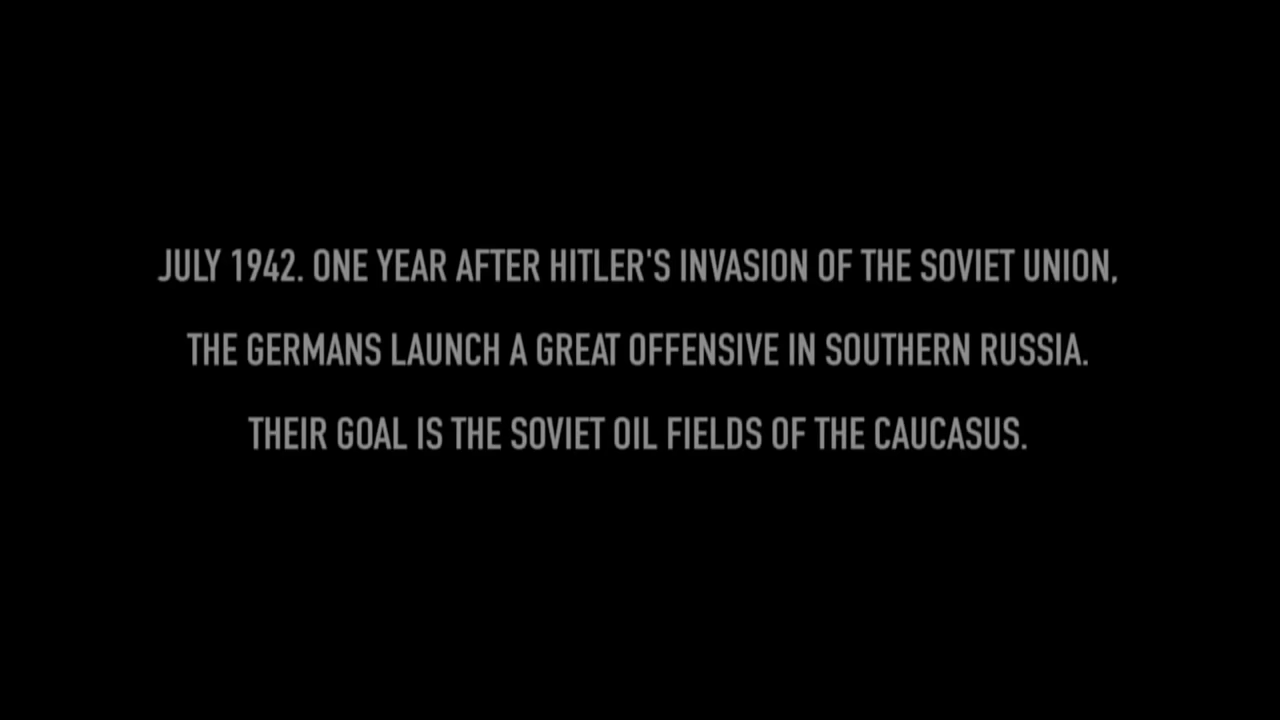 JULY 1942. ONE YEAR AFTER HITLER'S INVASION OF THE SOVIET UNION,
THE GERMANS LAUNCH A GREAT OFFENSIVE IN SOUTHERN RUSSIA.
THEIR GOAL IS THE SOVIET OIL FIELDS OF THE CAUCASUS.